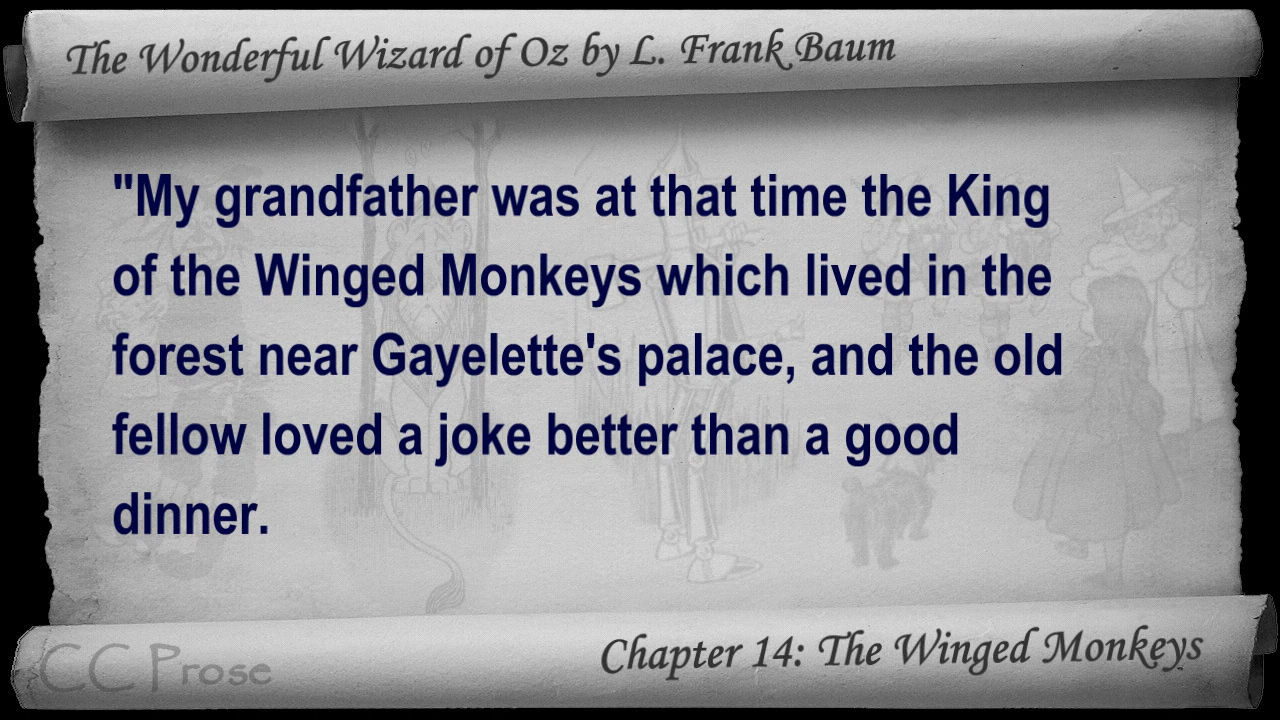 The Wonderful Wizard of Oz by L. Frank Baum
"My grandfather was at that time the King
of the Winged Monkeys which lived in the
forest near Gayelette's palace, and the old
fellow loved a joke better than a good
dinner.
CC Prose
Chapter 14: The Winged Monkeys